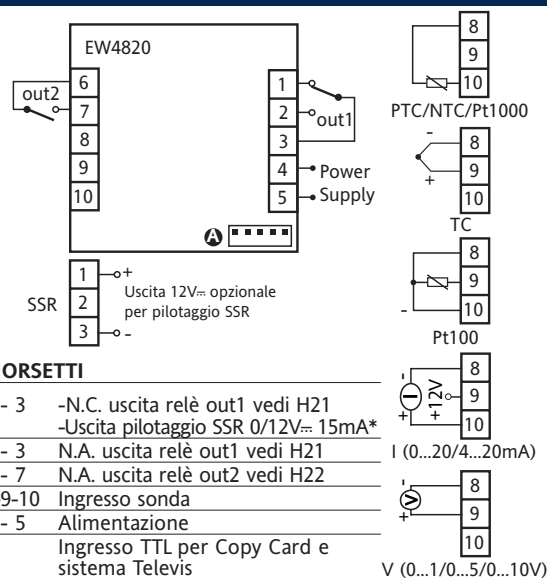 EW4820
out2
6
7
8
9
10
1
2
3
4
5
out1
Power
Supply
A
SSR
1
2
3
+
-
Uscita 12V⎓ opzionale
per pilotaggio SSR
8
9
10
PTC/NTC/Pt1000
-
+
8
9
10
TC
-
8
9
10
Pt100
-
+
I
+12V
8
9
10
I (0...20/4...20mA)
-
+
V
8
9
10
V (0...1/0...5/0...10V)
ORSETTI
- 3 -N.C. uscita relè out1 vedi H21
-Uscita pilotaggio SSR 0/12V⎓ 15mA*
- 3 N.A. uscita relè out1 vedi H21
- 7 N.A. uscita relè out2 vedi H22
9-10 Ingresso sonda
- 5 Alimentazione
Ingresso TTL per Copy Card e
sistema Televis